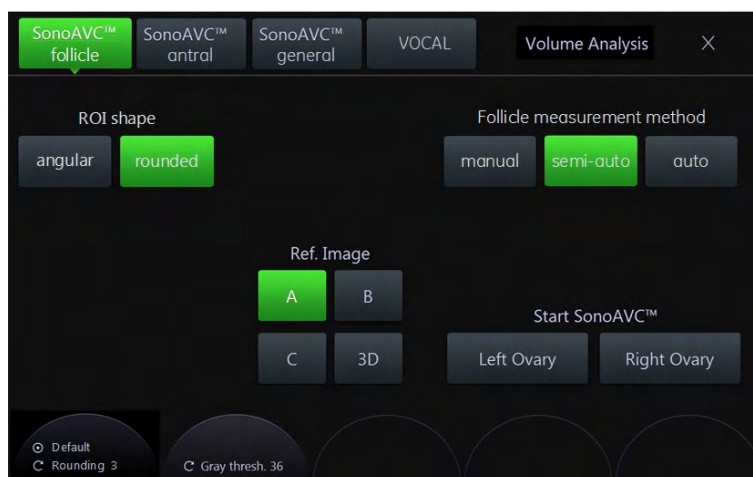 SonoAVC™ follicle
SonoAVC™ antral
SonoAVC™ general
VOCAL
Volume Analysis
X
ROI shape
angular
rounded
Follicle measurement method
manual
semi-auto
auto
Ref. Image
A
B
C
3D
Start SonoAVC™
Left Ovary
Right Ovary
Default
Rounding 3
Gray thresh. 36